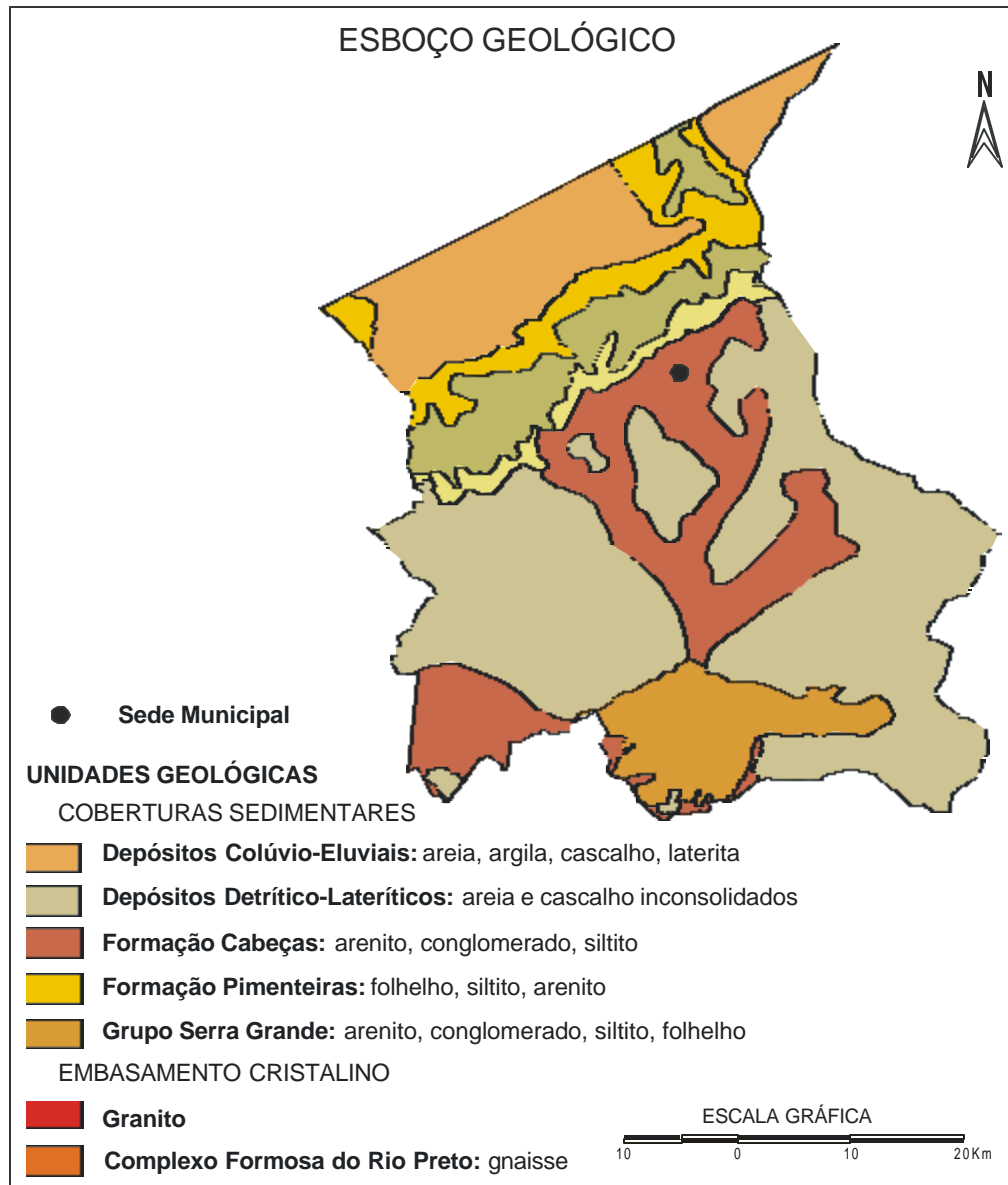 ESBOÇO GEOLÓGICO
N
Sede Municipal
UNIDADES GEOLÓGICAS
COBERTURAS SEDIMENTARES
Depósitos Colúvio-Eluviais: areia, argila, cascalho, laterita
Depósitos Detrítico-Lateríticos: areia e cascalho inconsolidados
Formação Cabeças: arenito, conglomerado, siltito
Formação Pimenteiras: folhelho, siltito, arenito
Grupo Serra Grande: arenito, conglomerado, siltito, folhelho
EMBASAMENTO CRISTALINO
Granito
Complexo Formosa do Rio Preto: gnaisse
ESCALA GRÁFICA
10 0 10 20Km